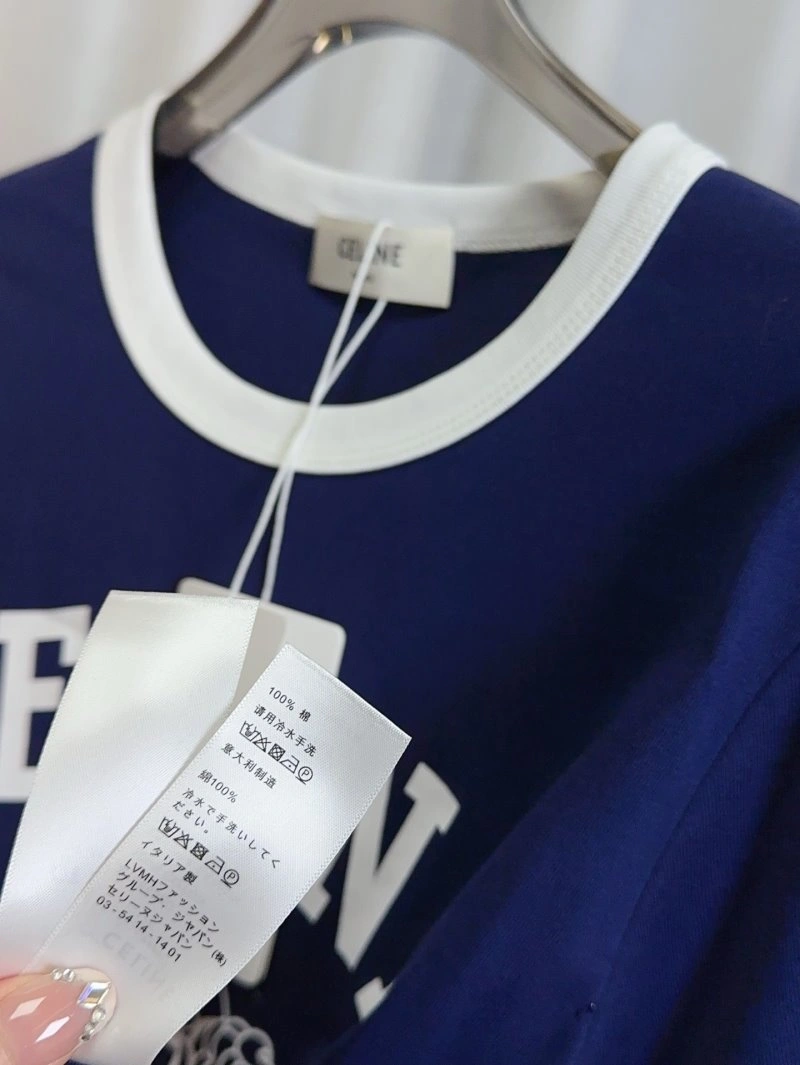 CELINE
100% 棉
请用冷水手洗
意大利制造
綿100%
冷水で手洗いしてく
ださい。
イタリア製
LVMHファッション
グループ・ジャパン(株)
セリーヌジャパン
03-5414-1401
CELINE
E
N